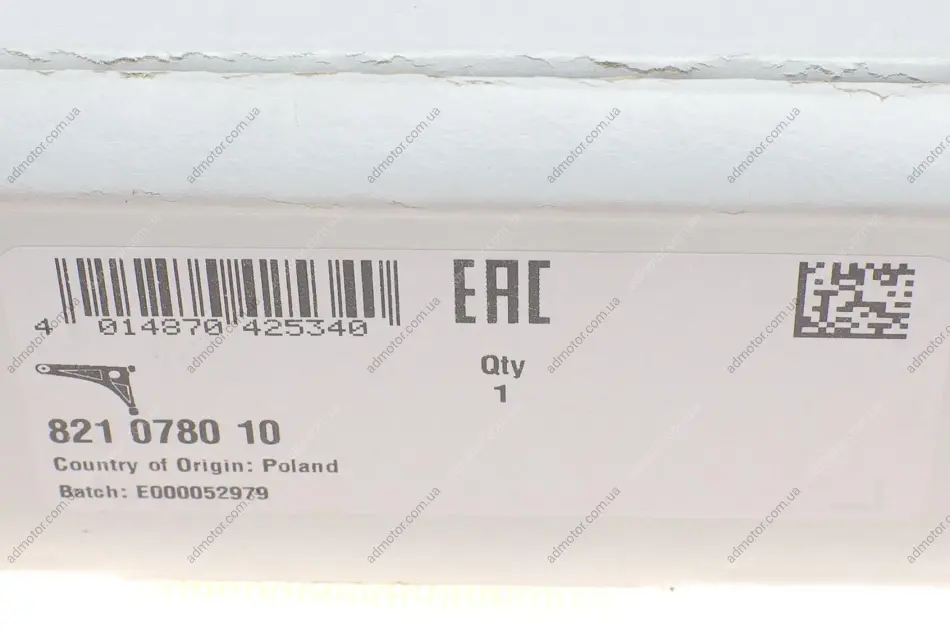 EAC
4 014870 425340
Qty
1
821 0780 10
Country of Origin: Poland
Batch: E000052979
admotor.com.ua